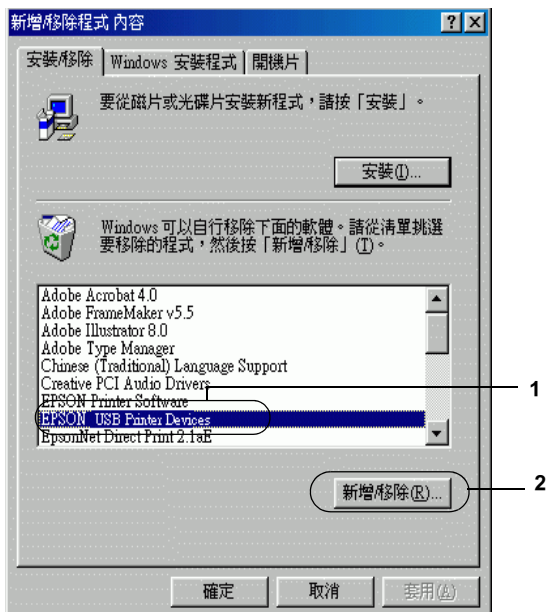 新增/移除程式 內容
安裝/移除
Windows 安裝程式
開機片
要從磁片或光碟片安裝新程式，請按「安裝」。
安裝(I)...
Windows 可以自行移除下面的軟體。請從清單挑選
要移除的程式，然後按「新增/移除」(T)。
Adobe Acrobat 4.0
Adobe FrameMaker v5.5
Adobe Illustrator 8.0
Adobe Type Manager
Chinese (Traditional) Language Support
Creative PCI Audio Drivers
EPSON Printer Software
EPSON USB Printer Devices
EpsonNet Direct Print 2.1aE
1
新增/移除(R)...
2
確定
取消
套用(A)